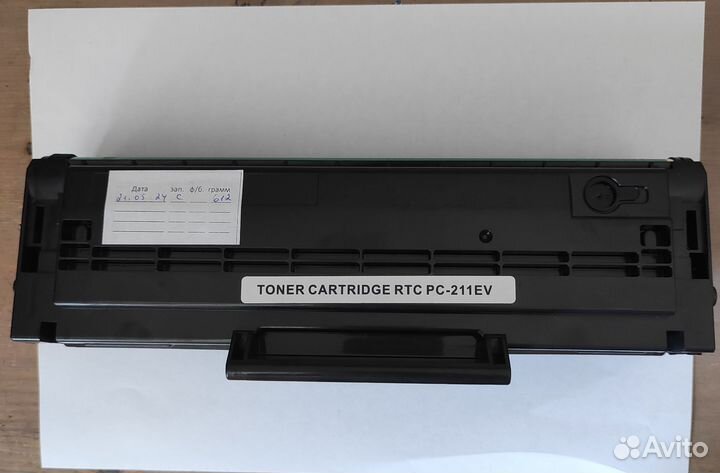 Дата зап. ф/б. грамм
21.05 24 С 612
TONER CARTRIDGE RTC PC-211EV
Avito